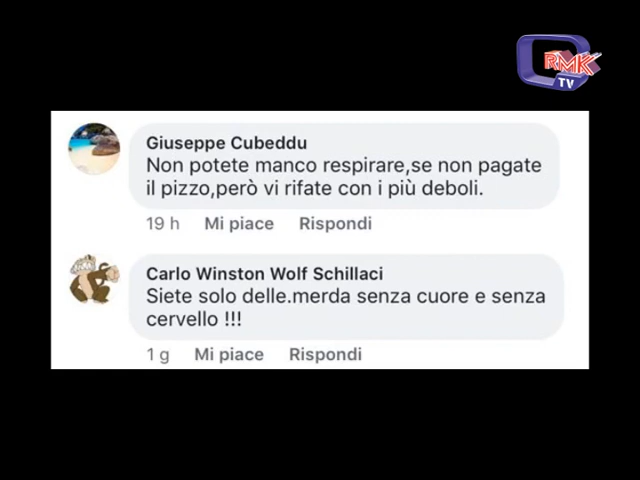 RMK
TV
Giuseppe Cubeddu
Non potete manco respirare,se non pagate
il pizzo,però vi rifate con i più deboli.
19 h Mi piace Rispondi
Carlo Winston Wolf Schillaci
Siete solo delle.merda senza cuore e senza
cervello !!!
1 g Mi piace Rispondi